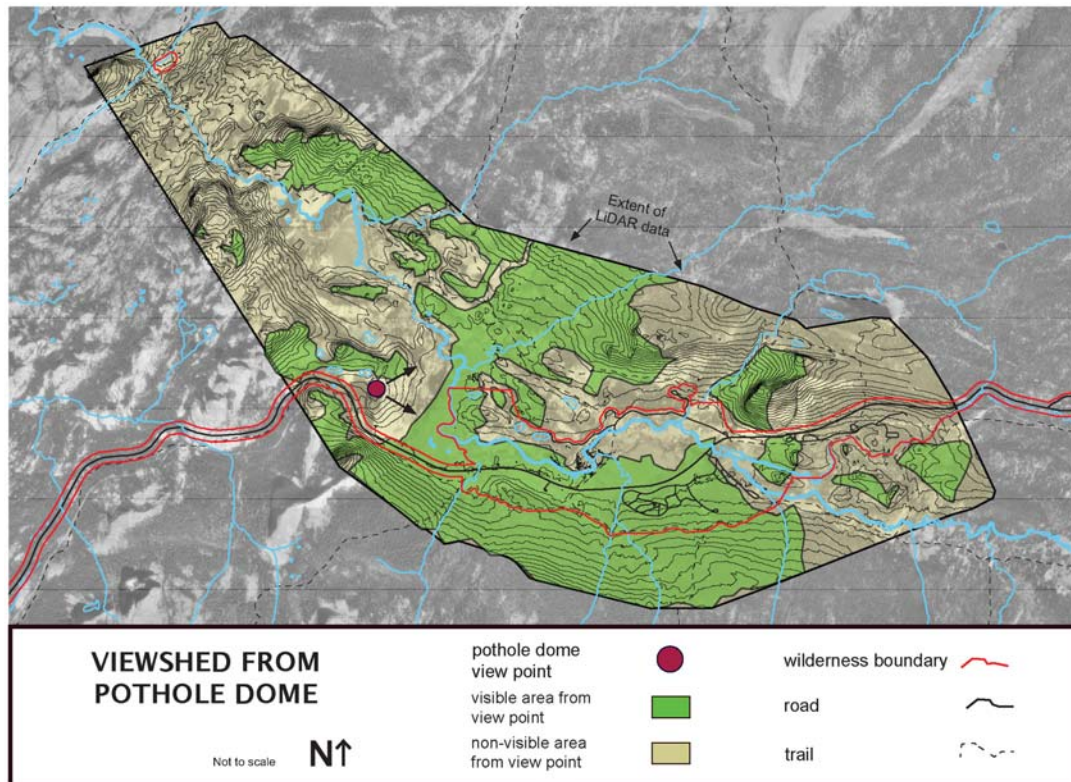 Extent of
LiDAR data
VIEWSHED FROM
POTHOLE DOME
Not to scale
N↑
pothole dome
view point
visible area from
view point
non-visible area
from view point
wilderness boundary
road
trail